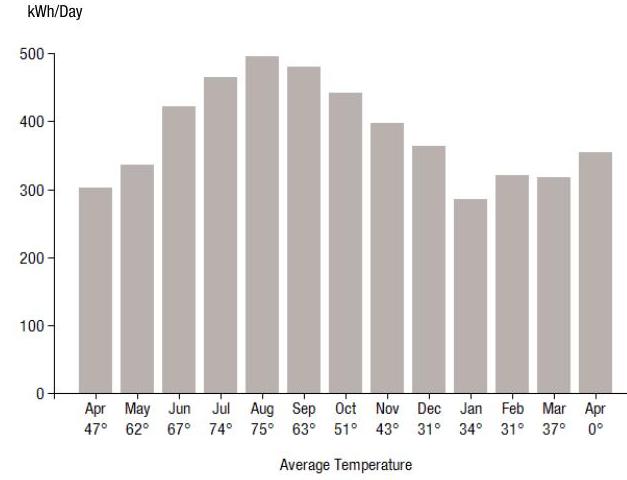 kWh/Day
500
400
300
200
100
0
Apr May Jun Jul Aug Sep Oct Nov Dec Jan Feb Mar Apr
47° 62° 67° 74° 75° 63° 51° 43° 31° 34° 31° 37° 0°
Average Temperature